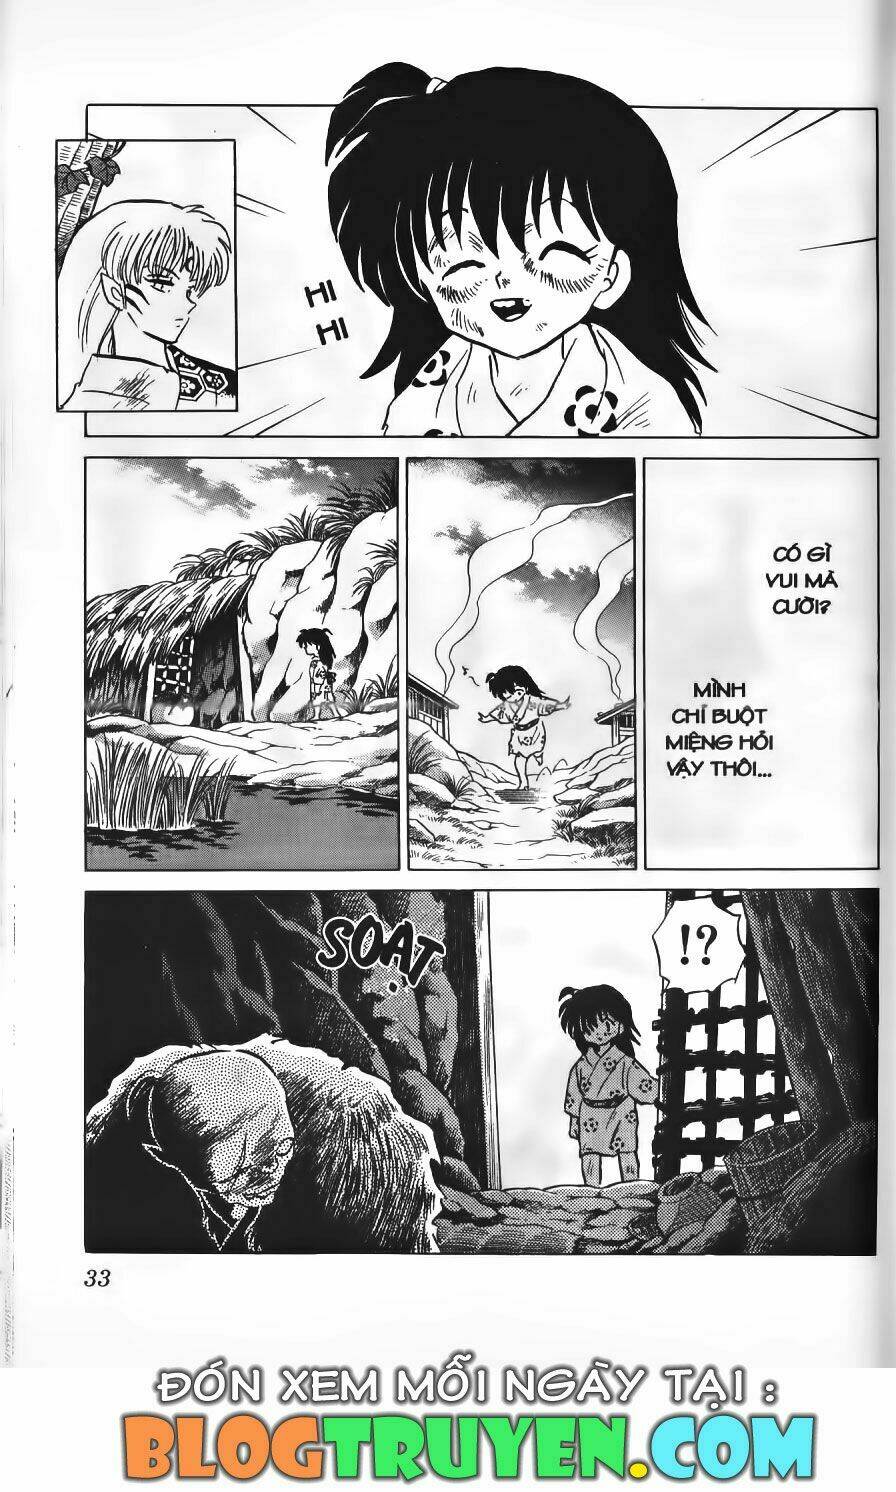 HI
HI
CÓ GÌ
VUI MÀ
CƯỜI?
MÌNH
CHỈ BUỘT
MIỆNG HỎI
VẬY THÔI...
SOẠT
!?
33
ĐÓN XEM MỖI NGÀY TẠI :
BLOGTRUYEN.COM